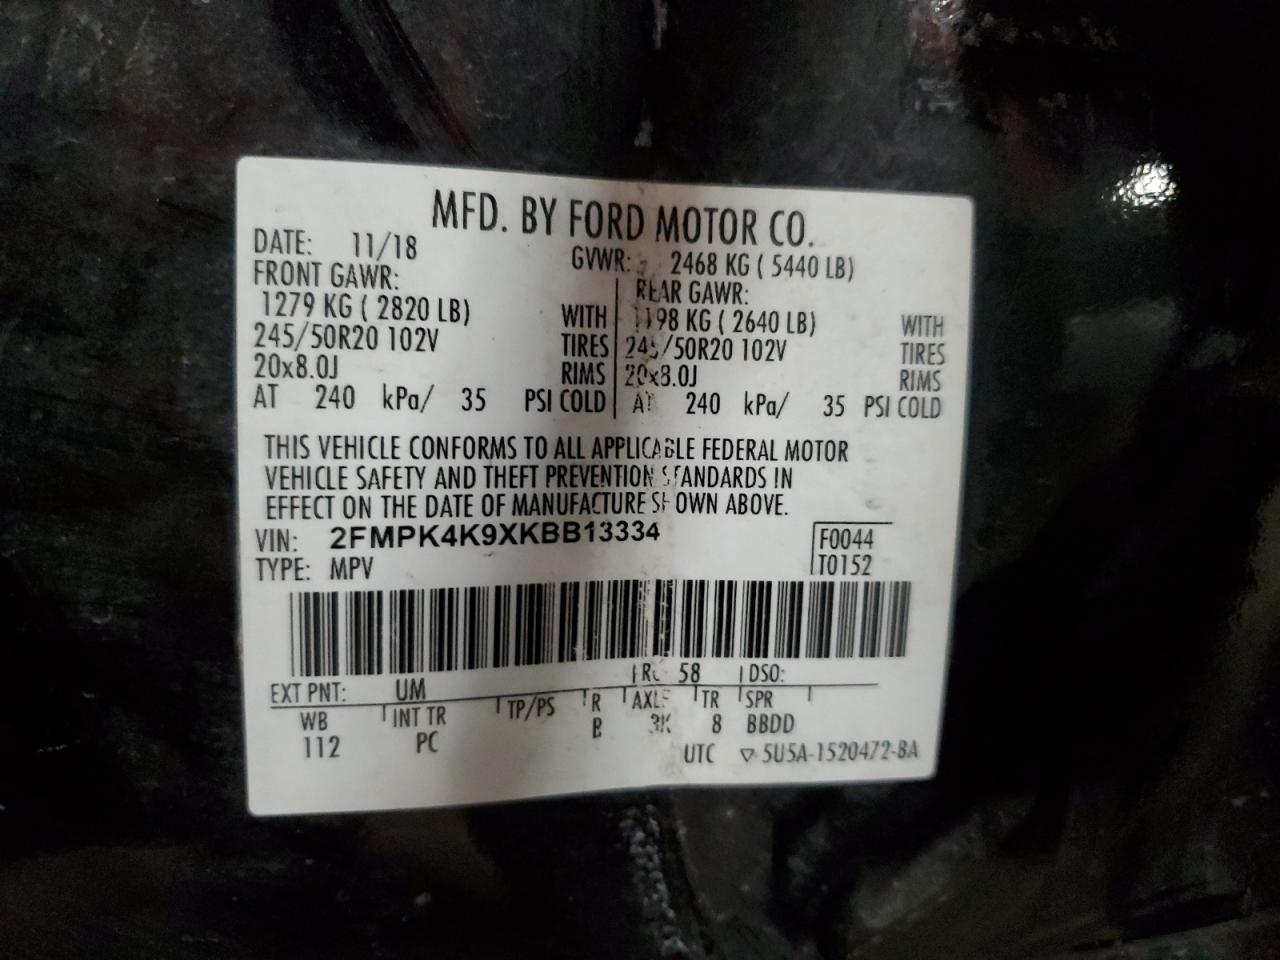 MFD. BY FORD MOTOR CO.
DATE: 11/18 GVWR: 2468 KG ( 5440 LB)
FRONT GAWR: REAR GAWR:
1279 KG ( 2820 LB) WITH 1198 KG ( 2640 LB) WITH
245/50R20 102V TIRES 245/50R20 102V TIRES
20x8.0J RIMS 20x8.0J RIMS
AT 240 kPa/ 35 PSI COLD AT 240 kPa/ 35 PSI COLD
THIS VEHICLE CONFORMS TO ALL APPLICABLE FEDERAL MOTOR
VEHICLE SAFETY AND THEFT PREVENTION STANDARDS IN
EFFECT ON THE DATE OF MANUFACTURE SHOWN ABOVE.
VIN: 2FMPK4K9XKBB13334 F0044
TYPE: MPV T0152
EXT PNT: UM RC: 58 DSO:
WB INT TR TP/PS R AXLE TR SPR
112 PC B 3K 8 BBDD
UTC ▽ 5U5A-1520472-BA